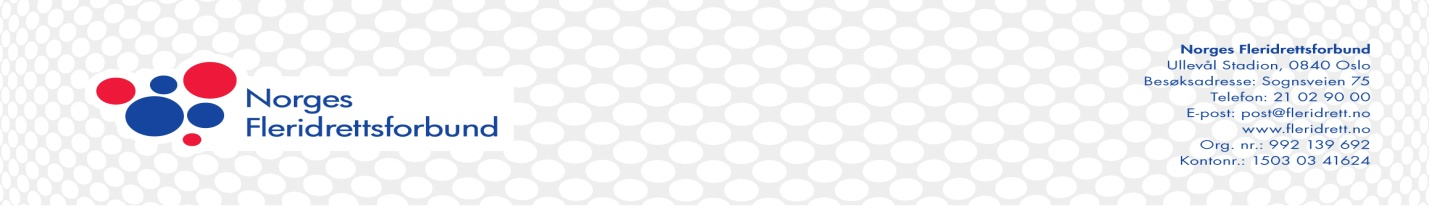 Norges
Fleridrettsforbund
Norges Fleridrettsforbund
Ullevål Stadion, 0840 Oslo
Besøksadresse: Sognsveien 75
Telefon: 21 02 90 00
E-post: post@fleridrett.no
www.fleridrett.no
Org. nr.: 992 139 692
Kontonr.: 1503 03 41624